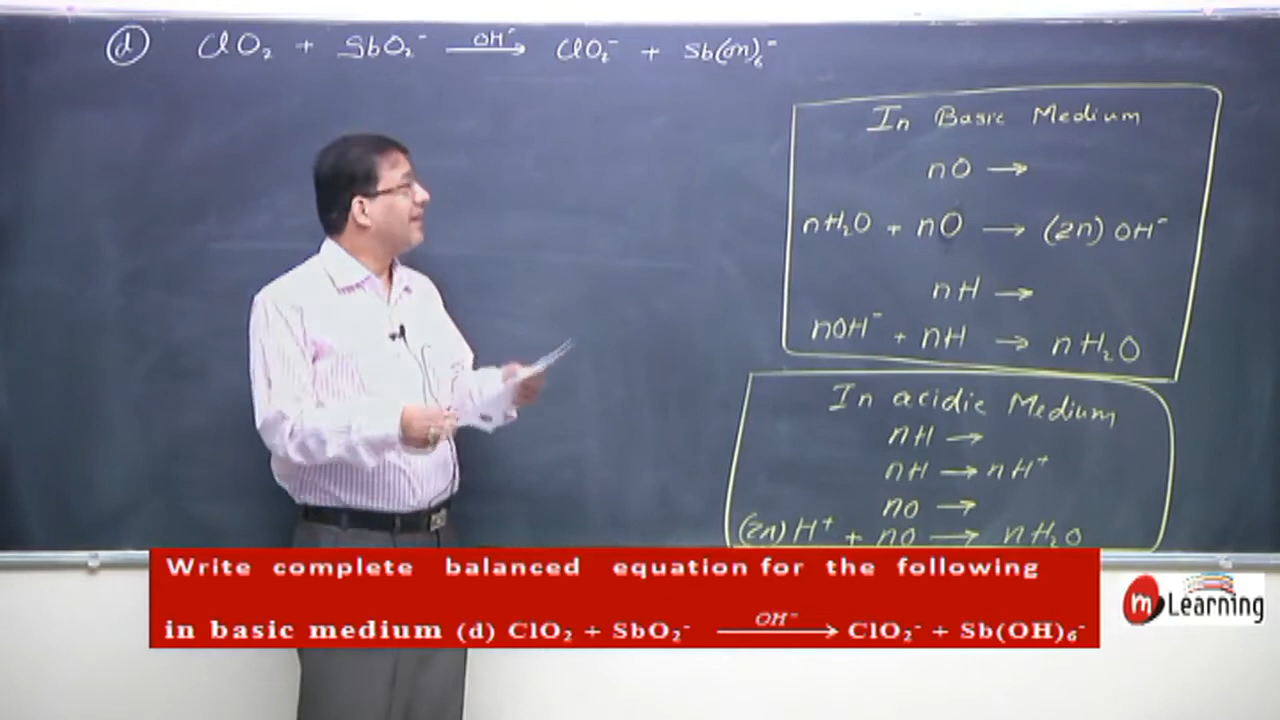 (d) ClO₂ + SbO₂⁻ —OH⁻→ ClO₂⁻ + Sb(OH)₆⁻
In Basic Medium
nO →
nH₂O + nO → (2n) OH⁻
nH →
nOH⁻ + nH → nH₂O
In acidic Medium
nH →
nH → nH⁺
nO →
(2n)H⁺ + nO → nH₂O
Write complete balanced equation for the following
in basic medium (d) ClO₂ + SbO₂⁻ —OH⁻→ ClO₂⁻ + Sb(OH)₆⁻
m Learning